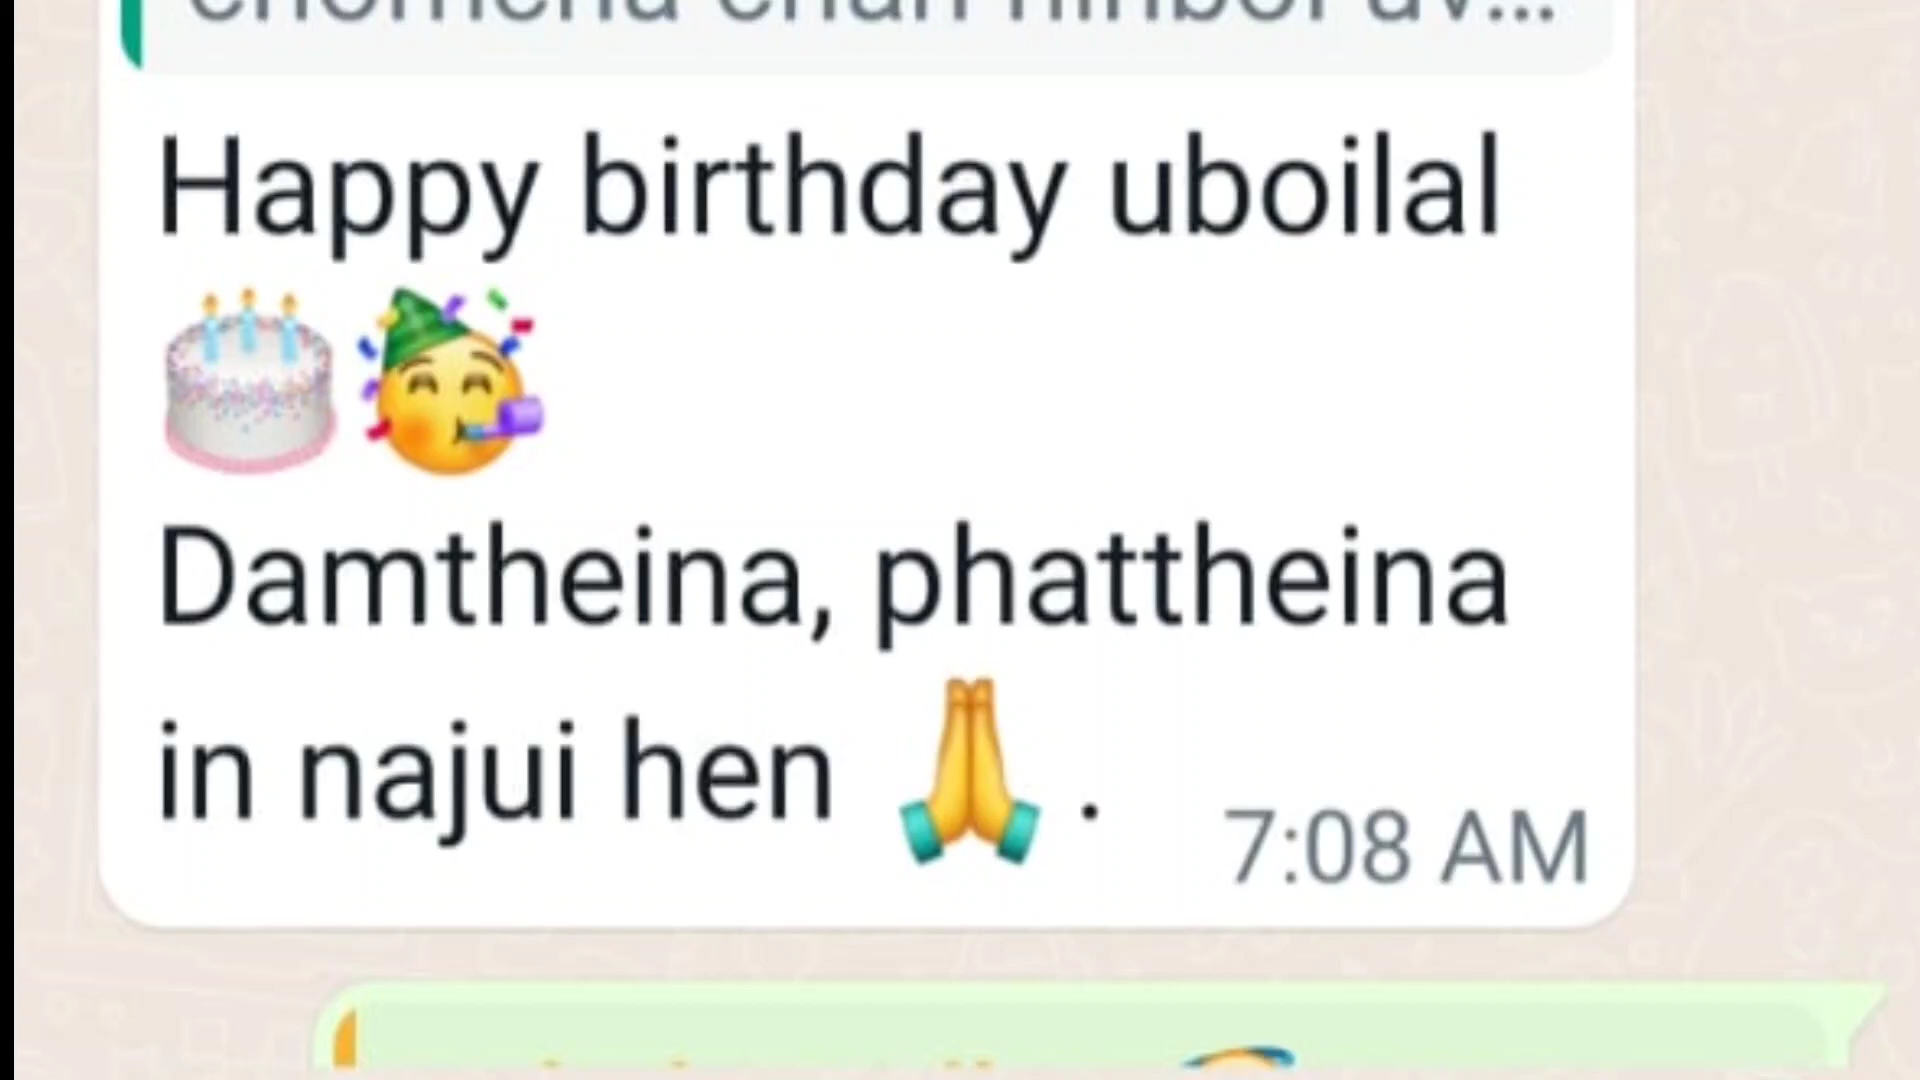 Happy birthday uboilal
🎂🥳
Damtheina, phattheina
in najui hen 🙏 .
7:08 AM